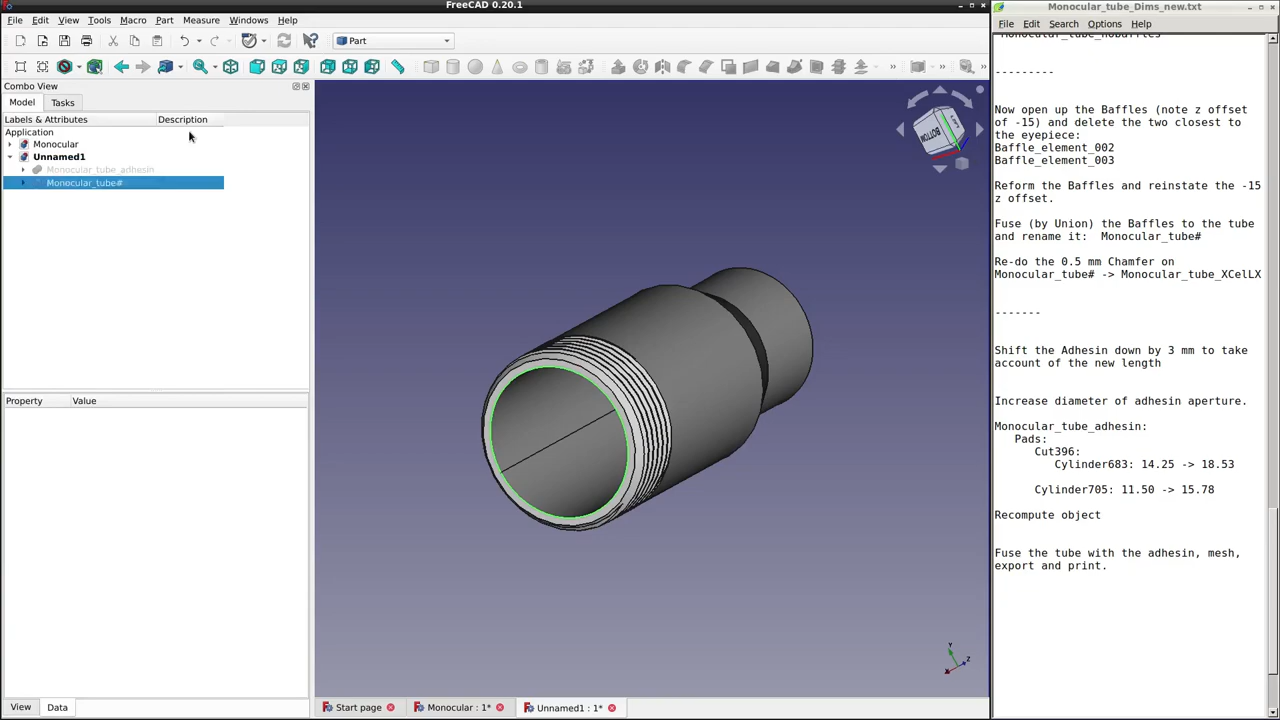 FreeCAD 0.20.1
Monocular_tube_Dims_new.txt
File Edit View Tools Macro Part Measure Windows Help
File Edit Search Options Help
Part
Combo View
Model Tasks
Labels & Attributes Description
Application
Monocular
Unnamed1
Monocular_tube_adhesin
Monocular_tube#
Property Value
View Data
BOTTOM
Y
Z
X
Start page
Monocular : 1*
Unnamed1 : 1*
Monocular_tube_nobaffles
---------
Now open up the Baffles (note z offset
of -15) and delete the two closest to
the eyepiece:
Baffle_element_002
Baffle_element_003
Reform the Baffles and reinstate the -15
z offset.
Fuse (by Union) the Baffles to the tube
and rename it:  Monocular_tube#
Re-do the 0.5 mm Chamfer on
Monocular_tube# -> Monocular_tube_XCelLX
-------
Shift the Adhesin down by 3 mm to take
account of the new length
Increase diameter of adhesin aperture.
Monocular_tube_adhesin:
Pads:
Cut396:
Cylinder683: 14.25 -> 18.53
Cylinder705: 11.50 -> 15.78
Recompute object
Fuse the tube with the adhesin, mesh,
export and print.